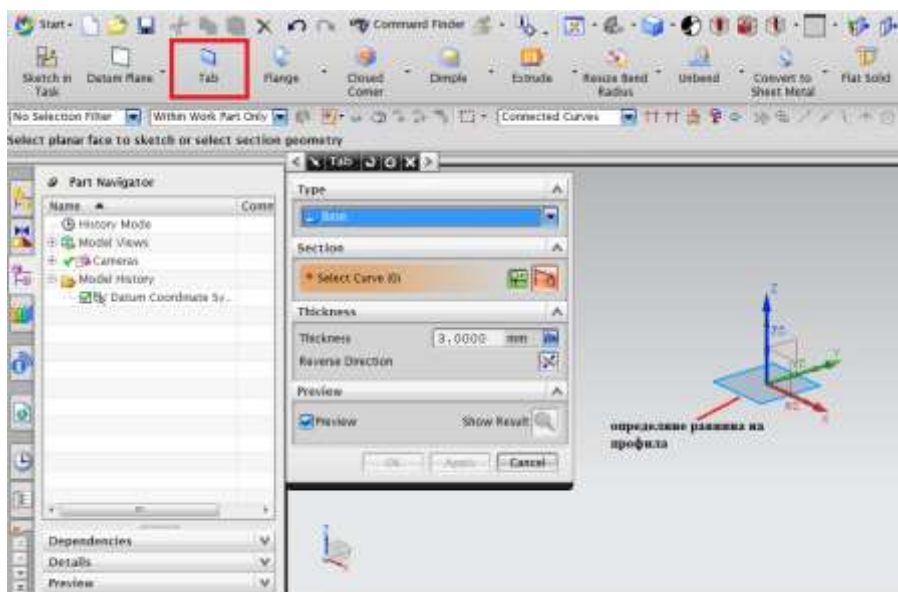 Start Command Finder
Sketch in Task Datum Plane Tab Flange Closed Corner Dimple Extrude Resize Bend Radius Unbend Convert to Sheet Metal Flat Solid
No Selection Filter Within Work Part Only Connected Curves
Select planar face to sketch or select section geometry
Tab
Part Navigator
Name Comm
History Mode
Model Views
Cameras
Model History
Datum Coordinate Sy...
Dependencies
Details
Preview
Type
Base
Section
* Select Curve (0)
Thickness
Thickness 3.0000 mm
Reverse Direction
Preview
Preview Show Result
OK Apply Cancel
Z
YC
Y
XC
X
определяне равнина на
профила
Z